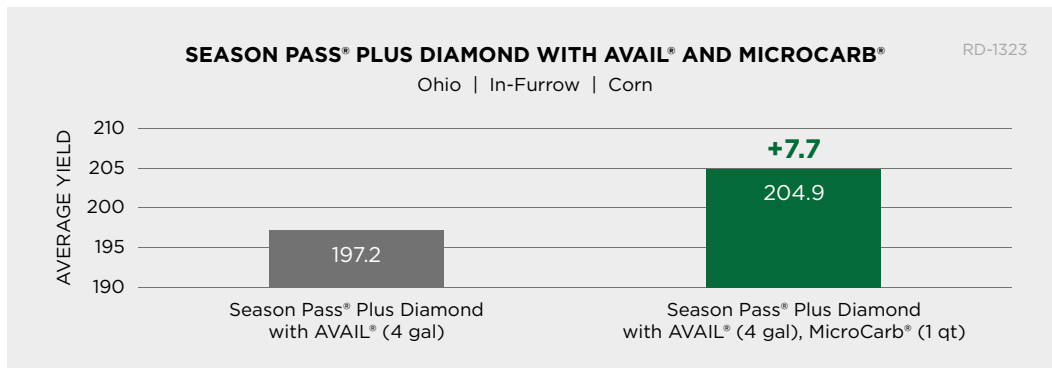 SEASON PASS® PLUS DIAMOND WITH AVAIL® AND MICROCARB®
RD-1323
Ohio | In-Furrow | Corn
AVERAGE YIELD
210
205
200
195
190
197.2
+7.7
204.9
Season Pass® Plus Diamond
with AVAIL® (4 gal)
Season Pass® Plus Diamond
with AVAIL® (4 gal), MicroCarb® (1 qt)